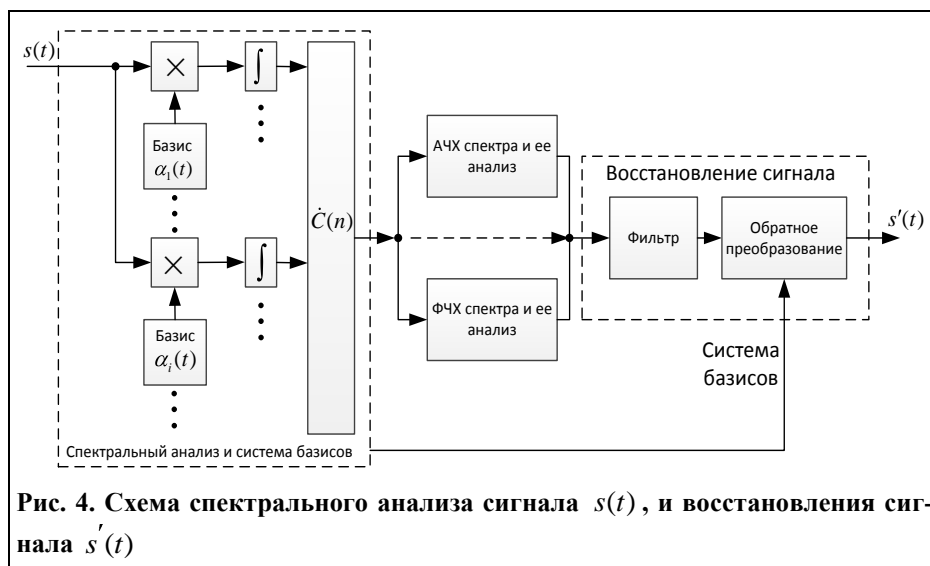 s(t)
×
∫
Базис
α₁(t)
Ċ(n)
×
∫
Базис
αᵢ(t)
Спектральный анализ и система базисов
АЧХ спектра и ее
анализ
ФЧХ спектра и ее
анализ
Восстановление сигнала
Фильтр
Обратное
преобразование
s′(t)
Система
базисов
Рис. 4. Схема спектрального анализа сигнала s(t), и восстановления сиг-
нала s′(t)